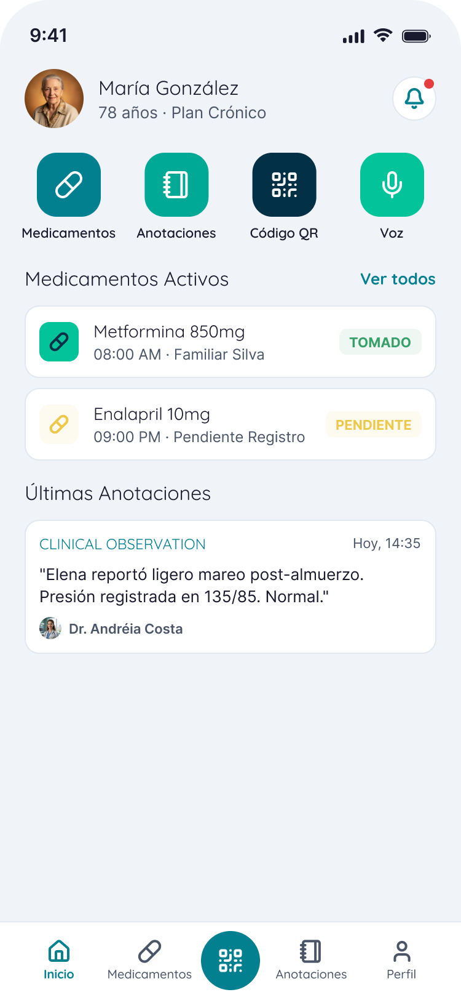 9:41
María González
78 años · Plan Crónico
Medicamentos
Anotaciones
Código QR
Voz
Medicamentos Activos
Ver todos
Metformina 850mg
08:00 AM · Familiar Silva
TOMADO
Enalapril 10mg
09:00 PM · Pendiente Registro
PENDIENTE
Últimas Anotaciones
CLINICAL OBSERVATION
Hoy, 14:35
"Elena reportó ligero mareo post-almuerzo.
Presión registrada en 135/85. Normal."
Dr. Andréia Costa
Inicio
Medicamentos
Anotaciones
Perfil